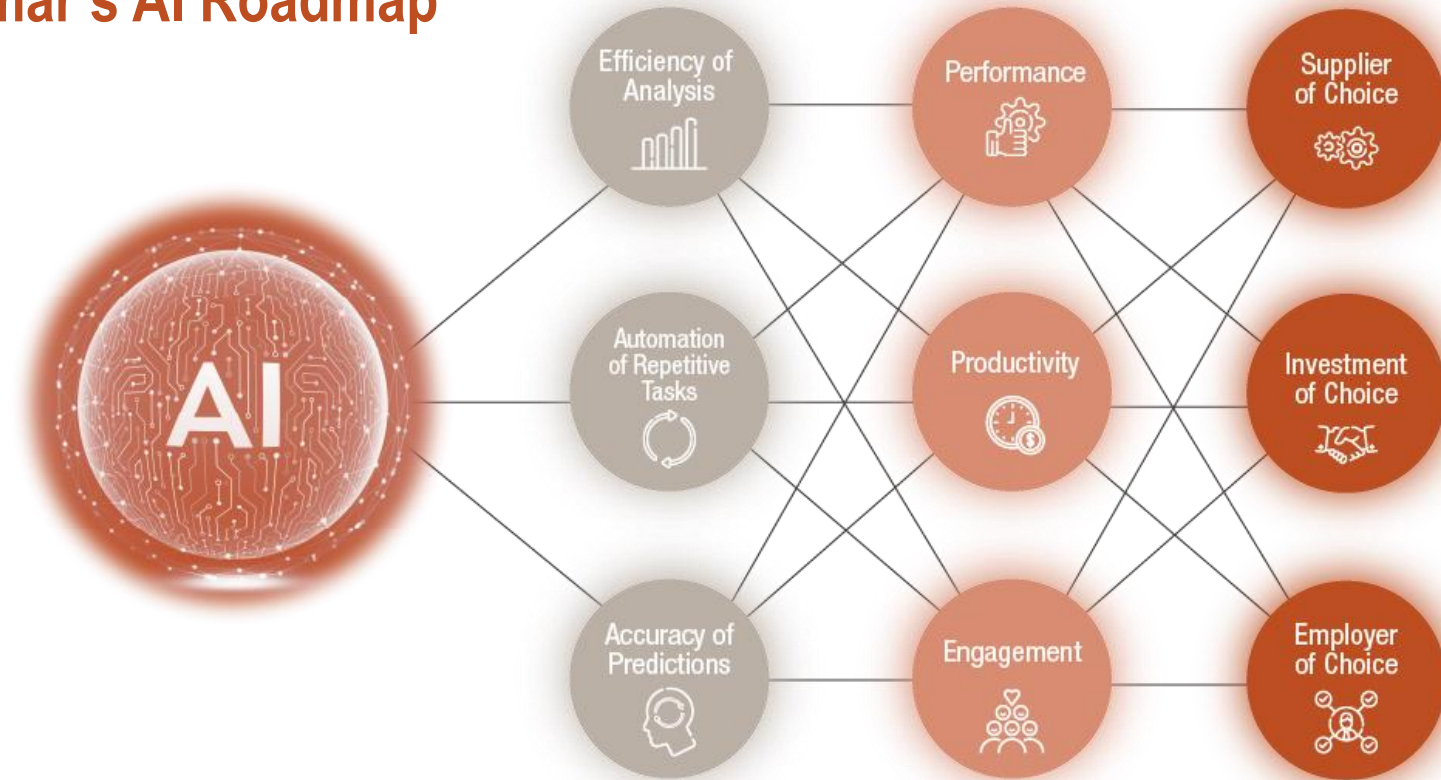 AI Roadmap
Efficiency of
Analysis
Performance
Supplier
of Choice
AI
Automation
of Repetitive
Tasks
Productivity
$
Investment
of Choice
Accuracy of
Predictions
Engagement
Employer
of Choice